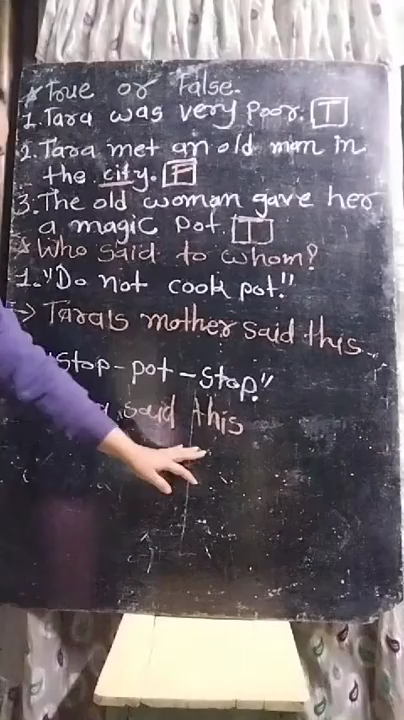 * True or False.
1. Tara was very poor. [T]
2. Tara met an old man in
the city. [F]
3. The old woman gave her
a magic pot. [T]
* Who said to whom?
1. "Do not cook pot."
→ Tara's mother said this.
"Stop-pot-stop."
said this